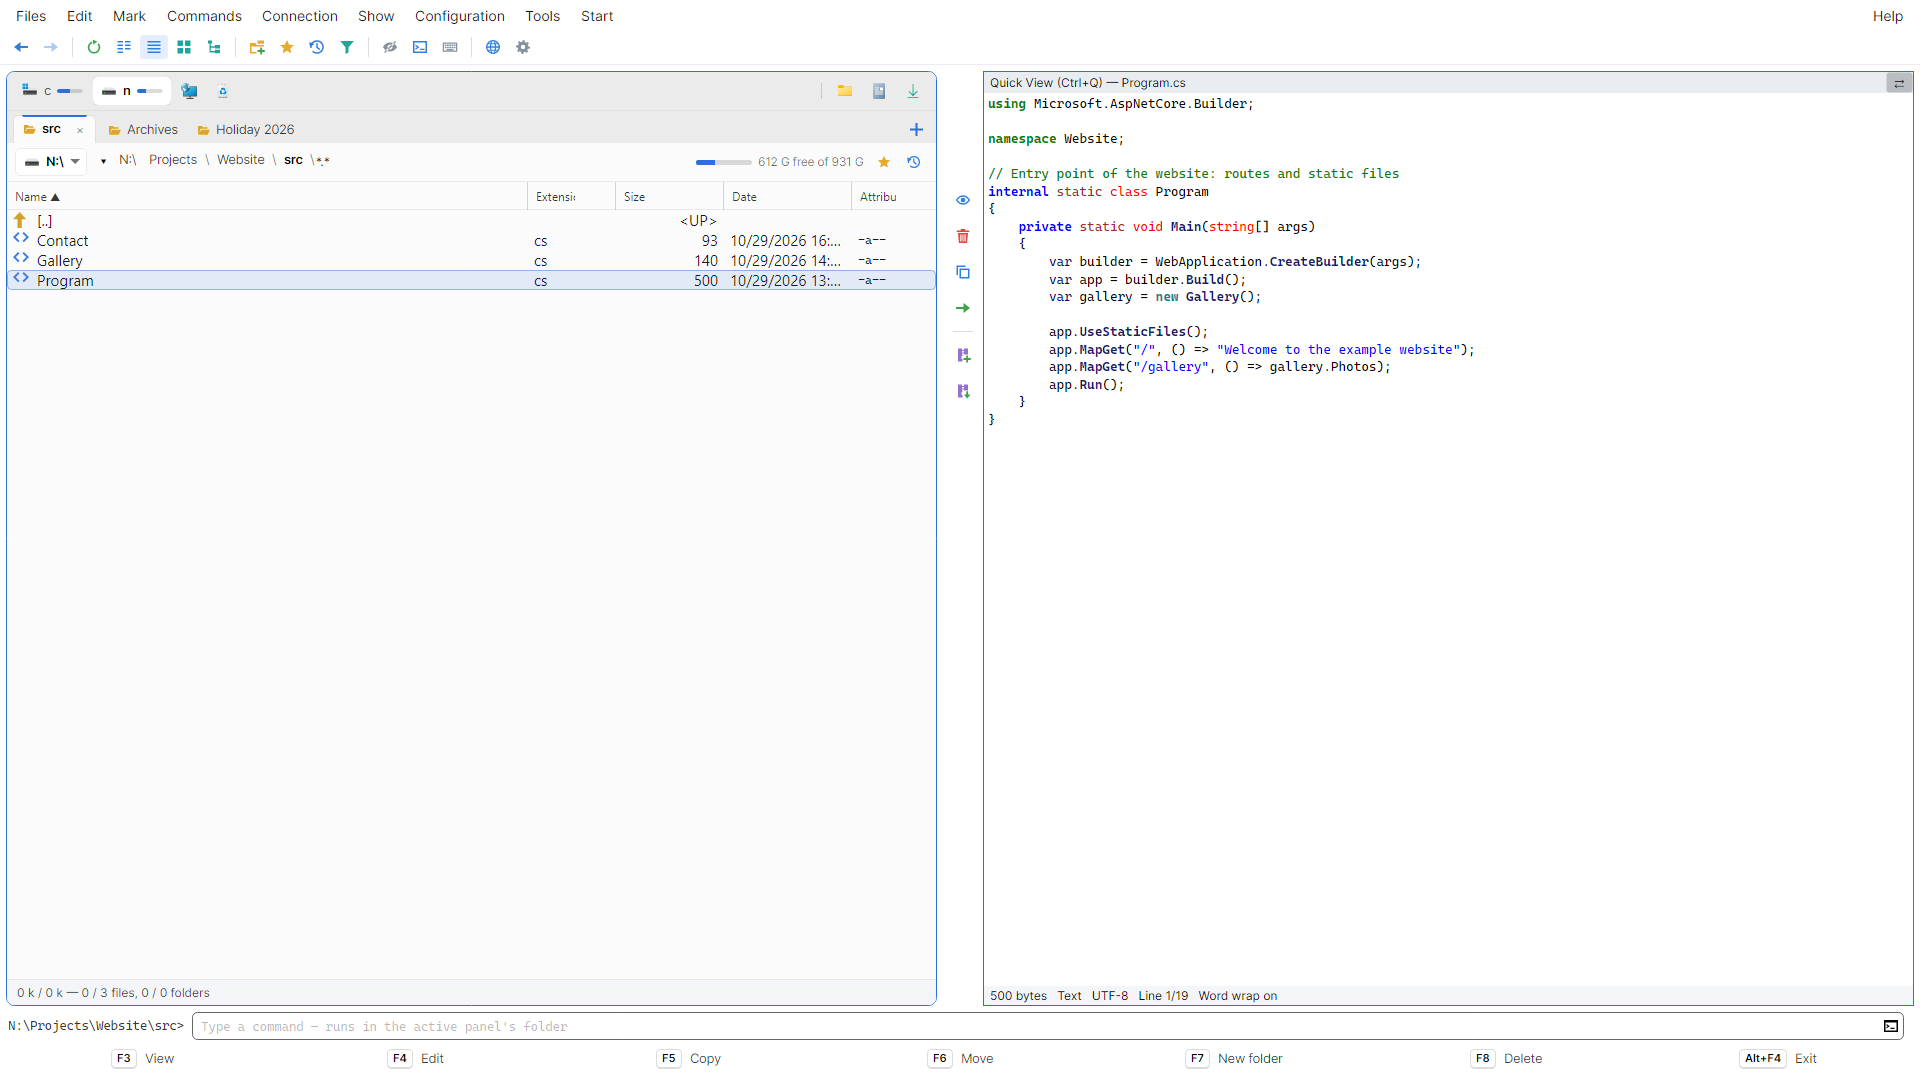 Files Edit Mark Commands Connection Show Configuration Tools Start Help
c n
src × Archives Holiday 2026
N:\ N:\ Projects \ Website \ src \*.* 612 G free of 931 G
Name Extensi Size Date Attribu
[..] <UP>
Contact cs 93 10/29/2026 16:... -a--
Gallery cs 140 10/29/2026 14:... -a--
Program cs 500 10/29/2026 13:... -a--
0 k / 0 k — 0 / 3 files, 0 / 0 folders
Quick View (Ctrl+Q) — Program.cs
using Microsoft.AspNetCore.Builder;
namespace Website;
// Entry point of the website: routes and static files
internal static class Program
{
private static void Main(string[] args)
{
var builder = WebApplication.CreateBuilder(args);
var app = builder.Build();
var gallery = new Gallery();
app.UseStaticFiles();
app.MapGet("/", () => "Welcome to the example website");
app.MapGet("/gallery", () => gallery.Photos);
app.Run();
}
}
500 bytes Text UTF-8 Line 1/19 Word wrap on
N:\Projects\Website\src> Type a command – runs in the active panel's folder
F3 View F4 Edit F5 Copy F6 Move F7 New folder F8 Delete Alt+F4 Exit